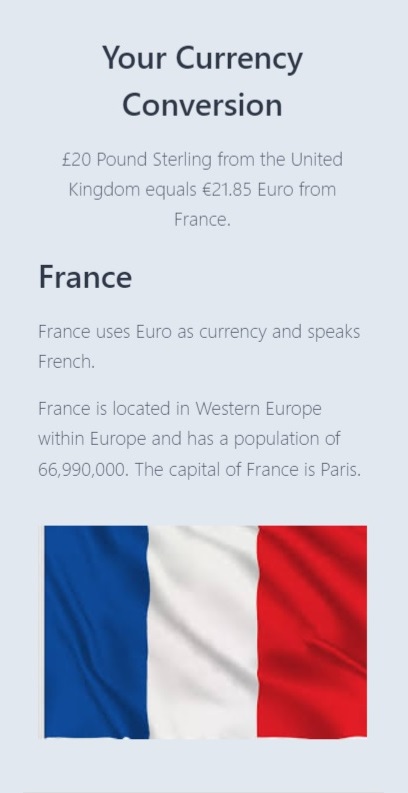 Your Currency
Conversion
£20 Pound Sterling from the United
Kingdom equals €21.85 Euro from
France.
France
France uses Euro as currency and speaks
French.
France is located in Western Europe
within Europe and has a population of
66,990,000. The capital of France is Paris.